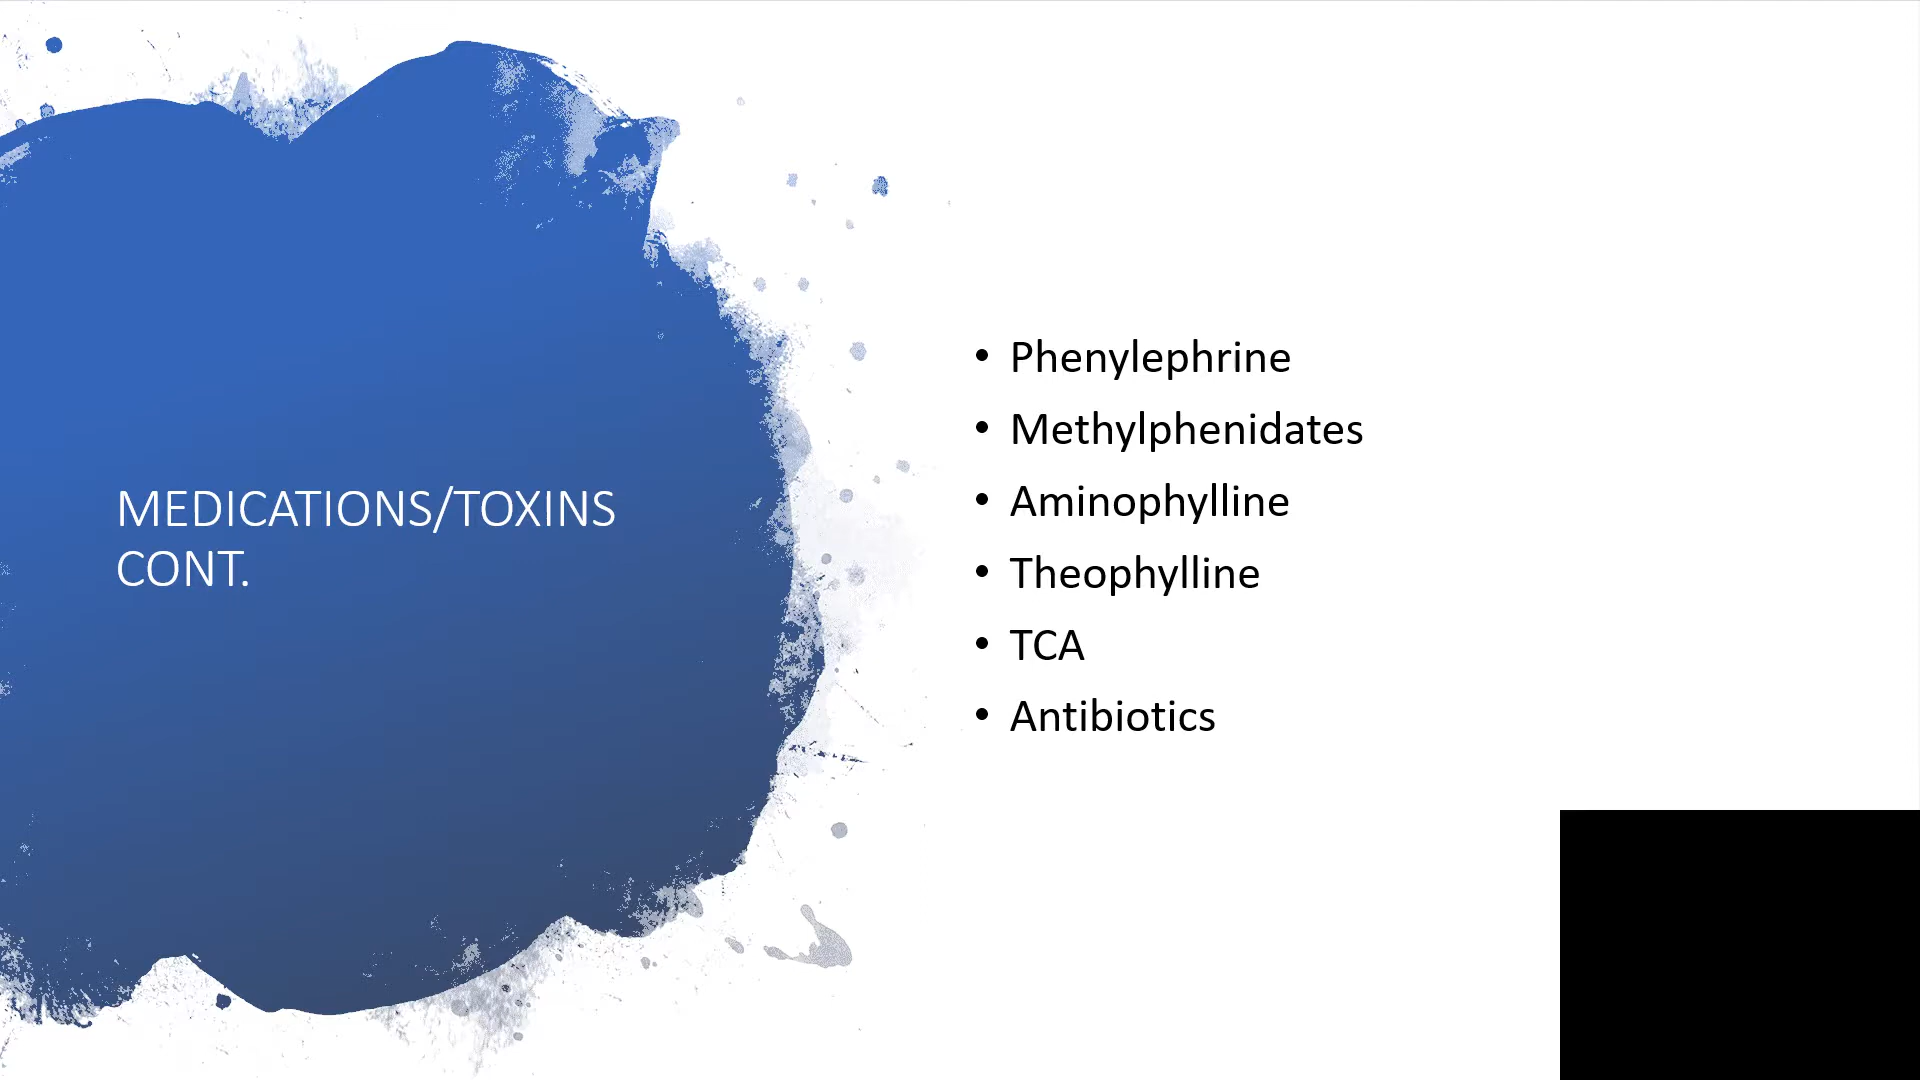 MEDICATIONS/TOXINS
CONT.
• Phenylephrine
• Methylphenidates
• Aminophylline
• Theophylline
• TCA
• Antibiotics